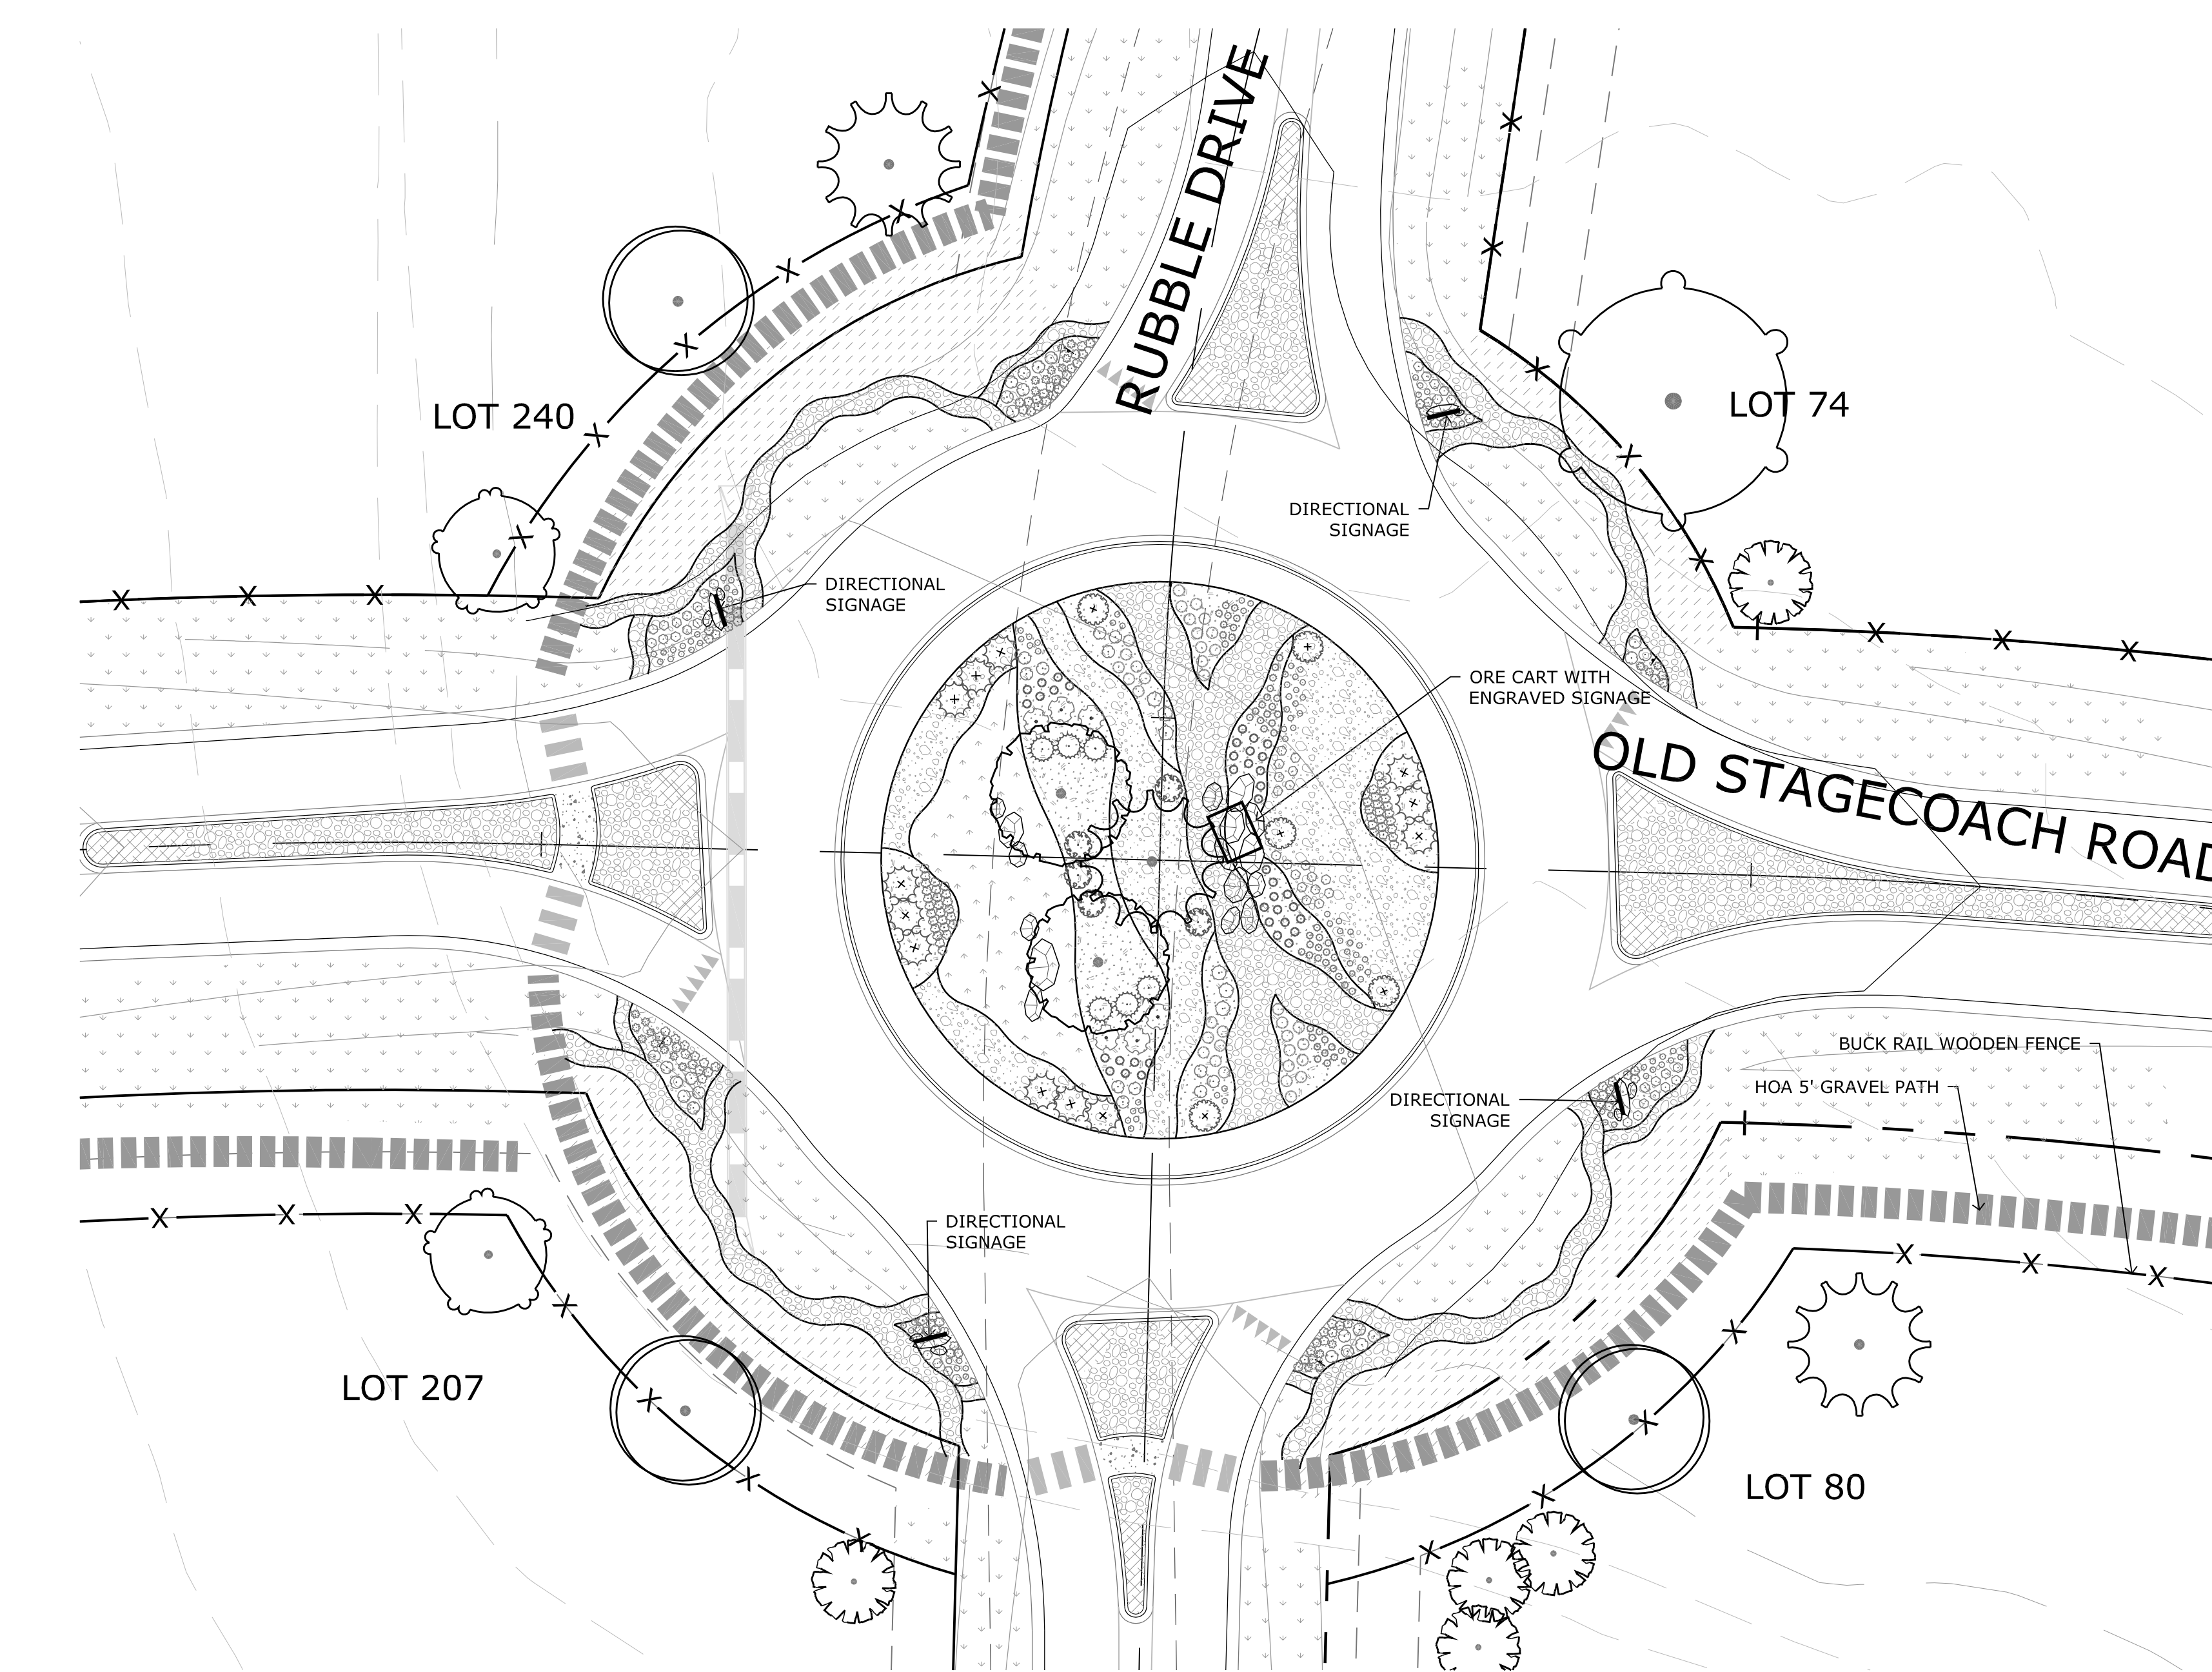 RUBBLE DRIVE
LOT 240
LOT 74
DIRECTIONAL
SIGNAGE
DIRECTIONAL
SIGNAGE
ORE CART WITH
ENGRAVED SIGNAGE
OLD STAGECOACH ROAD
BUCK RAIL WOODEN FENCE
HOA 5' GRAVEL PATH
DIRECTIONAL
SIGNAGE
DIRECTIONAL
SIGNAGE
LOT 207
LOT 80